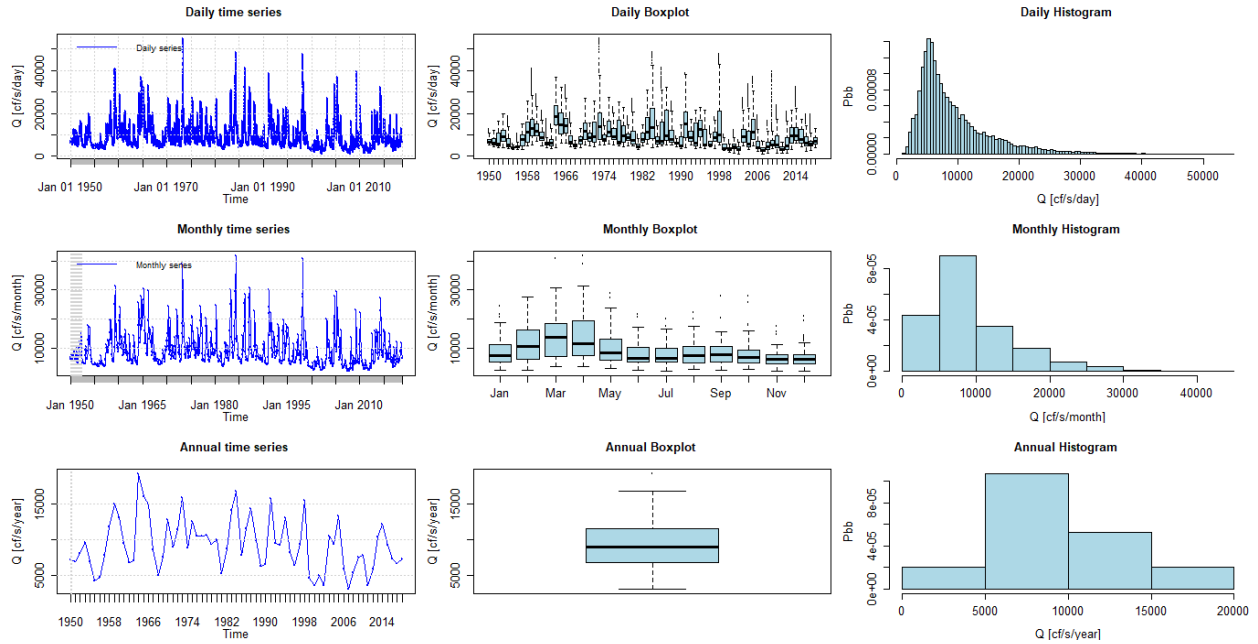 Daily time series
Q [cf/s/day]
0 20000 40000
Daily series
Jan 01 1950 Jan 01 1970 Jan 01 1990 Jan 01 2010
Time
Daily Boxplot
Q [cf/s/day]
0 20000 40000
1950 1958 1966 1974 1982 1990 1998 2006 2014
Daily Histogram
Pbb
0.00000 0.00008
0 10000 20000 30000 40000 50000
Q [cf/s/day]
Monthly time series
Q [cf/s/month]
10000 30000
Monthly series
Jan 1950 Jan 1965 Jan 1980 Jan 1995 Jan 2010
Time
Monthly Boxplot
Q [cf/s/month]
10000 30000
Jan Mar May Jul Sep Nov
Monthly Histogram
Pbb
0e+00 4e-05 8e-05
0 10000 20000 30000 40000
Q [cf/s/month]
Annual time series
Q [cf/s/year]
5000 15000
1950 1958 1966 1974 1982 1990 1998 2007 2015
Time
Annual Boxplot
Q [cf/s/year]
5000 15000
Annual Histogram
Pbb
0e+00 4e-05 8e-05
0 5000 10000 15000 20000
Q [cf/s/year]